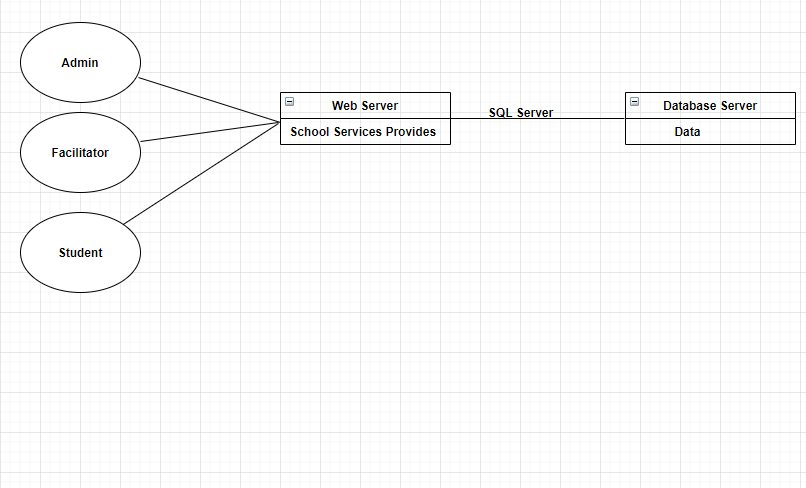 Admin
Facilitator
Student
Web Server
School Services Provides
SQL Server
Database Server
Data